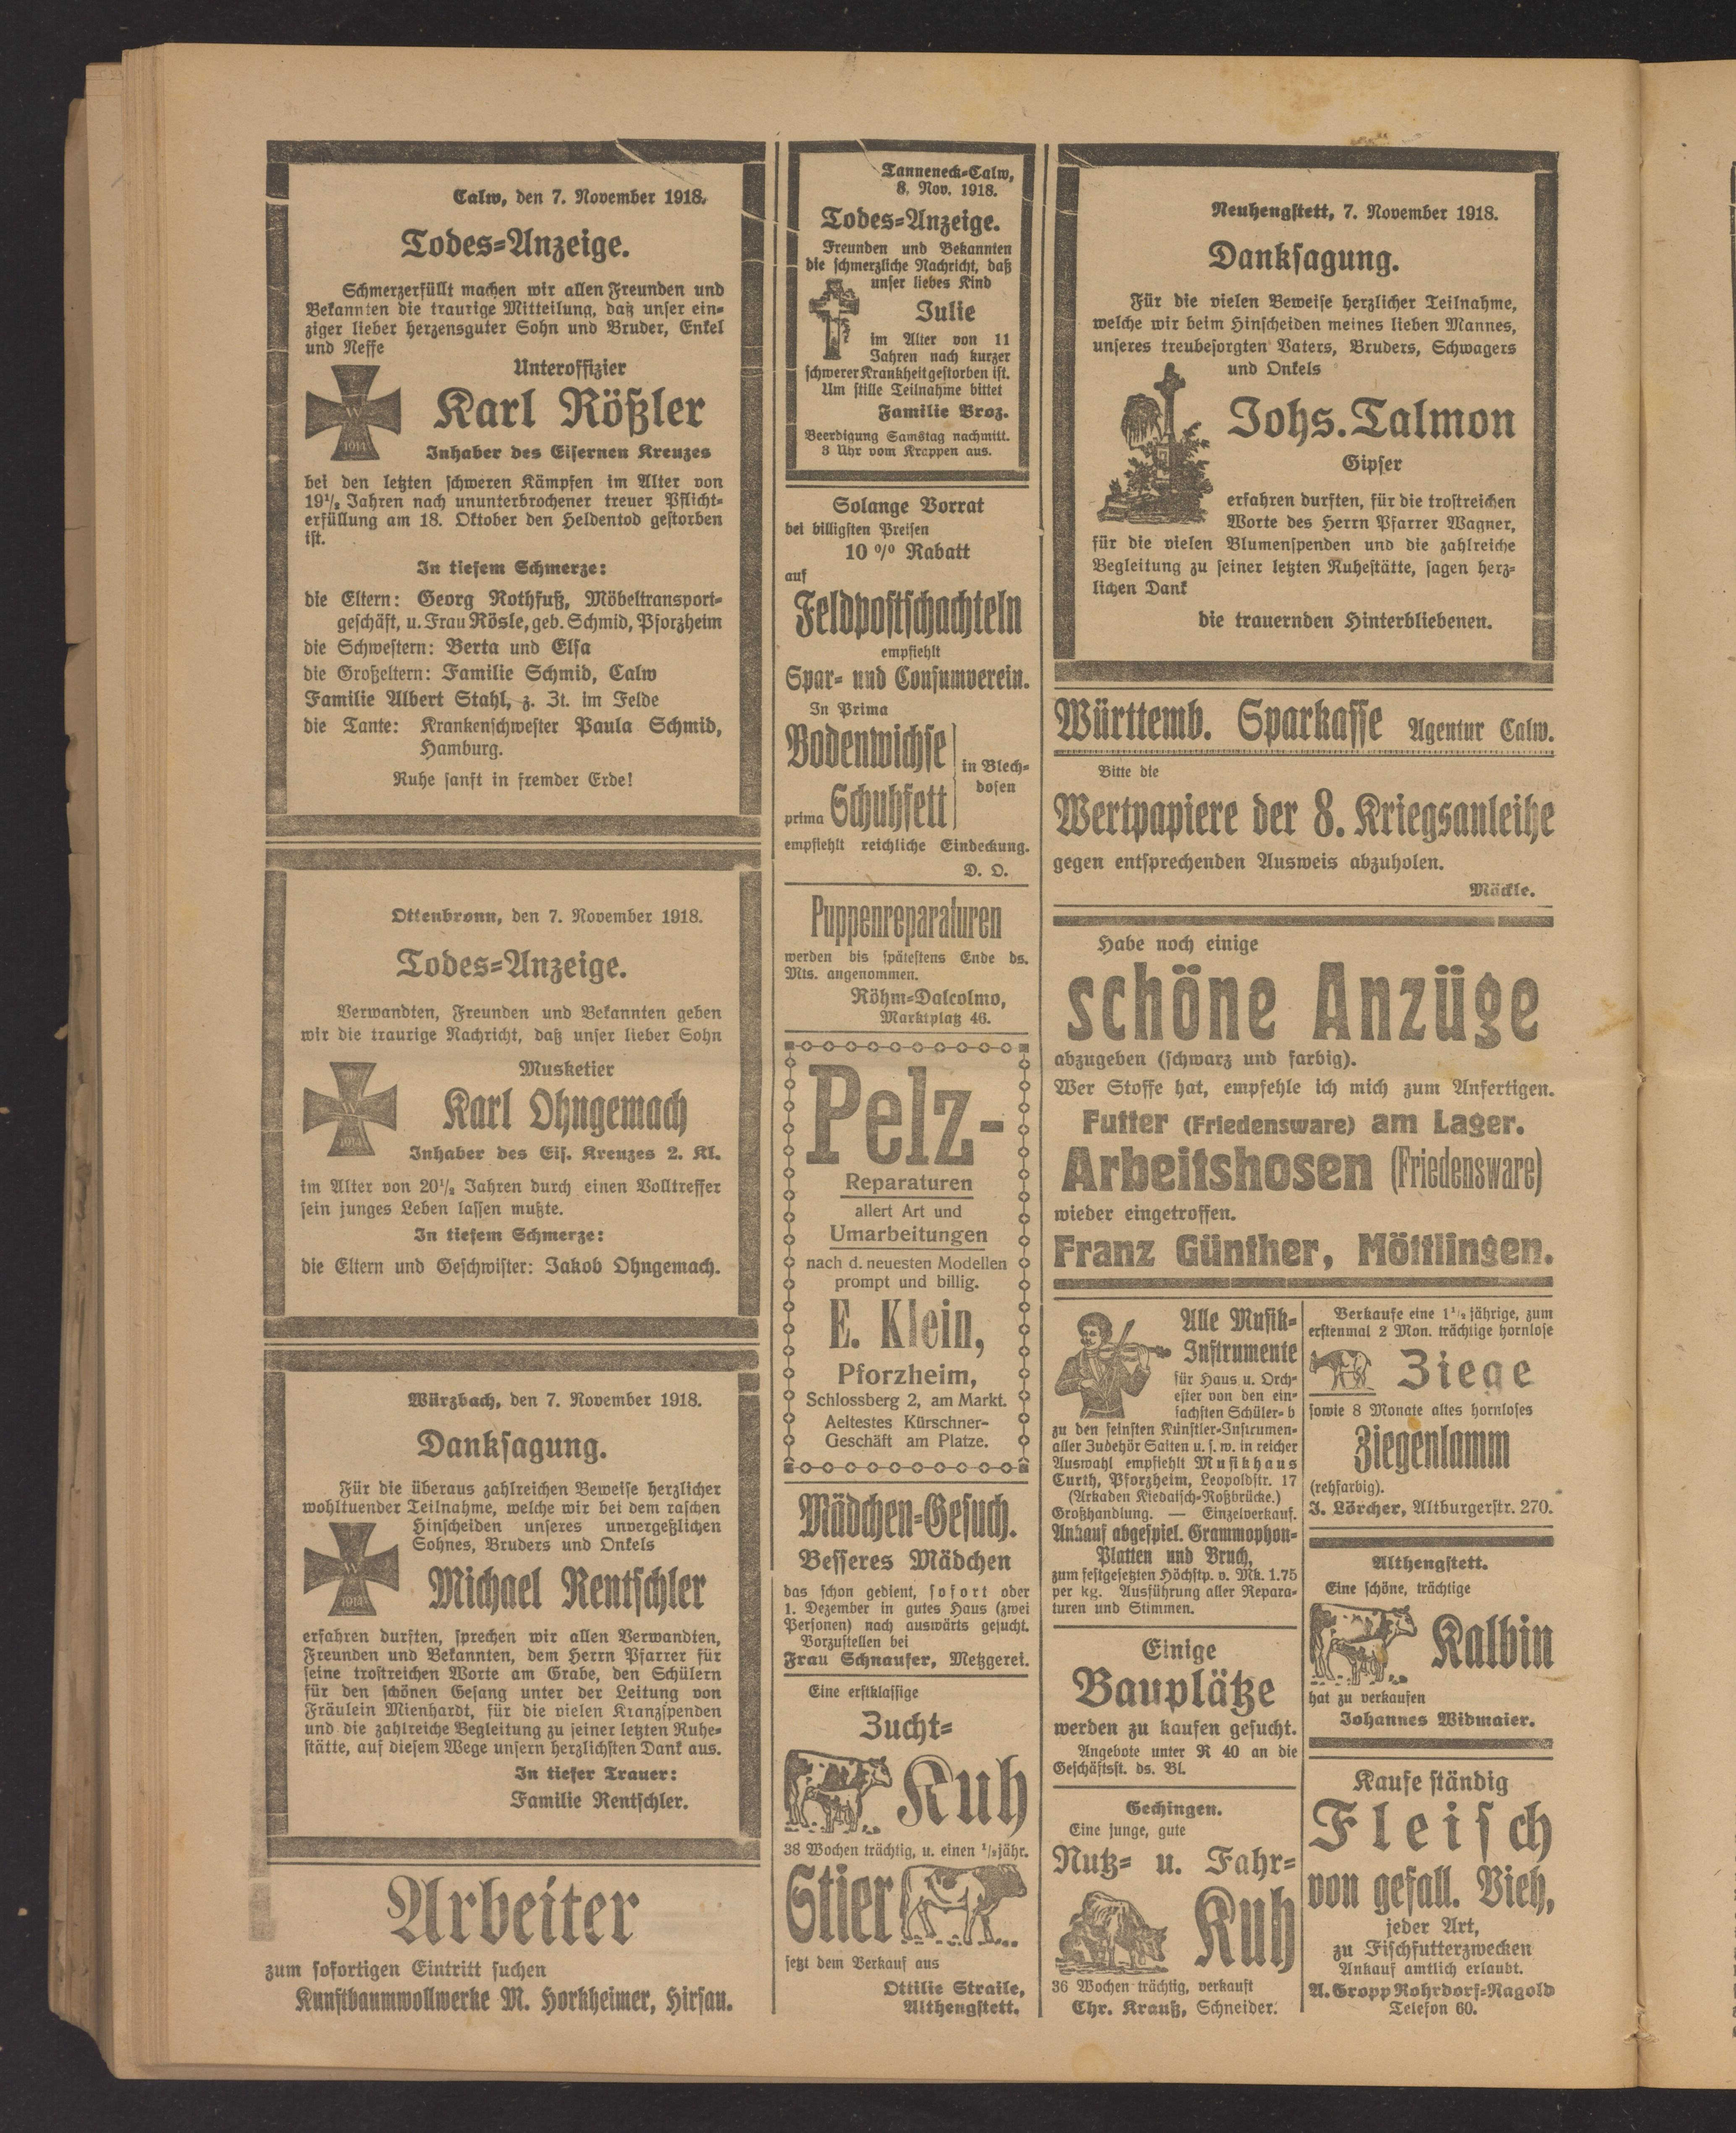 Calw, den 7. November 1918.
Todes-Anzeige.
Schmerzerfüllt machen wir allen Freunden und
Bekannten die traurige Mitteilung, daß unser ein-
ziger lieber herzensguter Sohn und Bruder, Enkel
und Neffe
Unteroffizier
Karl Rößler
Inhaber des Eisernen Kreuzes
bei den letzten schweren Kämpfen im Alter von
19½ Jahren nach ununterbrochener treuer Pflicht-
erfüllung am 18. Oktober den Heldentod gestorben
ist.
In tiefem Schmerze:
die Eltern: Georg Rothfuß, Möbeltransport-
geschäft, u. Frau Rösle, geb. Schmid, Pforzheim
die Schwestern: Berta und Elsa
die Großeltern: Familie Schmid, Calw
Familie Albert Stahl, z. Zt. im Felde
die Tante: Krankenschwester Paula Schmid,
Hamburg.
Ruhe sanft in fremder Erde!
Ottenbronn, den 7. November 1918.
Todes-Anzeige.
Verwandten, Freunden und Bekannten geben
wir die traurige Nachricht, daß unser lieber Sohn
Musketier
Karl Ohngemach
Inhaber des Eis. Kreuzes 2. Kl.
im Alter von 20½ Jahren durch einen Volltreffer
sein junges Leben lassen mußte.
In tiefem Schmerze:
die Eltern und Geschwister: Jakob Ohngemach.
Würzbach, den 7. November 1918.
Danksagung.
Für die überaus zahlreichen Beweise herzlicher
wohltuender Teilnahme, welche wir bei dem raschen
Hinscheiden unseres unvergeßlichen
Sohnes, Bruders und Onkels
Michael Rentschler
erfahren durften, sprechen wir allen Verwandten,
Freunden und Bekannten, dem Herrn Pfarrer für
seine trostreichen Worte am Grabe, den Schülern
für den schönen Gesang unter der Leitung von
Fräulein Mienhardt, für die vielen Kranzspenden
und die zahlreiche Begleitung zu seiner letzten Ruhe-
stätte, auf diesem Wege unsern herzlichsten Dank aus.
In tiefer Trauer:
Familie Rentschler.
Arbeiter
zum sofortigen Eintritt suchen
Kunstbaumwollwerke M. Horkheimer, Hirsau.
Tanneneck-Calw,
8. Nov. 1918.
Todes-Anzeige.
Freunden und Bekannten
die schmerzliche Nachricht, daß
unser liebes Kind
Julie
im Alter von 11
Jahren nach kurzer
schwerer Krankheit gestorben ist.
Um stille Teilnahme bittet
Familie Broz.
Beerdigung Samstag nachmitt.
3 Uhr vom Krappen aus.
Solange Vorrat
bei billigsten Preisen
10 % Rabatt
auf
Feldpostschachteln
empfiehlt
Spar- und Consumverein.
In Prima
Bodenwichse
in Blech-
dosen
prima Schuhfett
empfiehlt reichliche Eindeckung.
D. O.
Puppenreparaturen
werden bis spätestens Ende ds.
Mts. angenommen.
Röhm-Dalcolmo,
Marktplatz 46.
Pelz-
Reparaturen
allert Art und
Umarbeitungen
nach d. neuesten Modellen
prompt und billig.
E. Klein,
Pforzheim,
Schlossberg 2, am Markt.
Aeltestes Kürschner-
Geschäft am Platze.
Mädchen-Gesuch.
Besseres Mädchen
das schon gedient, sofort oder
1. Dezember in gutes Haus (zwei
Personen) nach auswärts gesucht.
Vorzustellen bei
Frau Schnaufer, Metzgerei.
Eine erstklassige
Zucht-
Kuh
38 Wochen trächtig, u. einen ½jähr.
Stier
setzt dem Verkauf aus
Ottilie Straile,
Althengstett.
Neuhengstett, 7. November 1918.
Danksagung.
Für die vielen Beweise herzlicher Teilnahme,
welche wir beim Hinscheiden meines lieben Mannes,
unseres treubesorgten Vaters, Bruders, Schwagers
und Onkels
Johs. Talmon
Gipser
erfahren durften, für die trostreichen
Worte des Herrn Pfarrer Wagner,
für die vielen Blumenspenden und die zahlreiche
Begleitung zu seiner letzten Ruhestätte, sagen herz-
lichen Dank
die trauernden Hinterbliebenen.
Württemb. Sparkasse Agentur Calw.
Bitte die
Wertpapiere der 8. Kriegsanleihe
gegen entsprechenden Ausweis abzuholen.
Mäckle.
Habe noch einige
schöne Anzüge
abzugeben (schwarz und farbig).
Wer Stoffe hat, empfehle ich mich zum Anfertigen.
Futter (Friedensware) am Lager.
Arbeitshosen (Friedensware)
wieder eingetroffen.
Franz Günther, Möttlingen.
Alle Musik-
Instrumente
für Haus u. Orch-
ester von den ein-
fachsten Schüler- b
zu den feinsten Künstler-Instrumen-
aller Zudehör Saiten u. s. w. in reicher
Auswahl empfiehlt Musikhaus
Curth, Pforzheim, Leopoldstr. 17
(Arkaden Kiedaisch-Roßbrücke.)
Großhandlung. — Einzelverkauf.
Ankauf abgespiel. Grammophon-
Platten und Bruch,
zum festgesetzten Höchstp. v. Mk. 1.75
per kg. Ausführung aller Repara-
turen und Stimmen.
Einige
Bauplätze
werden zu kaufen gesucht.
Angebote unter R 40 an die
Geschäftsst. ds. Bl.
Gechingen.
Eine junge, gute
Nutz- u. Fahr-
Kuh
36 Wochen trächtig, verkauft
Chr. Krauß, Schneider.
Verkaufe eine 1½ jährige, zum
erstenmal 2 Mon. trächtige hornlose
Ziege
sowie 8 Monate altes hornloses
Ziegenlamm
(rehfarbig).
J. Lörcher, Altburgerstr. 270.
Althengstett.
Eine schöne, trächtige
Kalbin
hat zu verkaufen
Johannes Widmaier.
Kaufe ständig
Fleisch
von gefall. Vieh,
jeder Art,
zu Fischfutterzwecken
Ankauf amtlich erlaubt.
A. Gropp Rohrdorf-Nagold
Telefon 60.